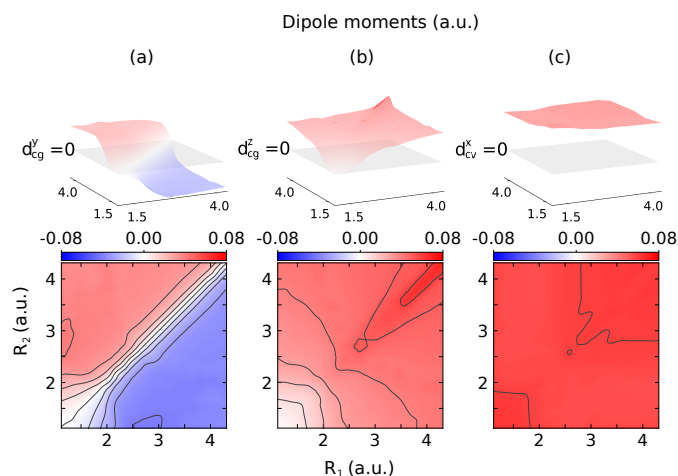 Dipole moments (a.u.)
(a) (b) (c)
d^y_cg=0 d^z_cg=0 d^x_cv=0
4.0 4.0 4.0 4.0 4.0 4.0
1.5 1.5 1.5 1.5 1.5 1.5
-0.08 0.00 0.08 -0.08 0.00 0.08 -0.08 0.00 0.08
4 4 4
3 3 3
2 2 2
R_2 (a.u.)
2 3 4 2 3 4 2 3 4
R_1 (a.u.)